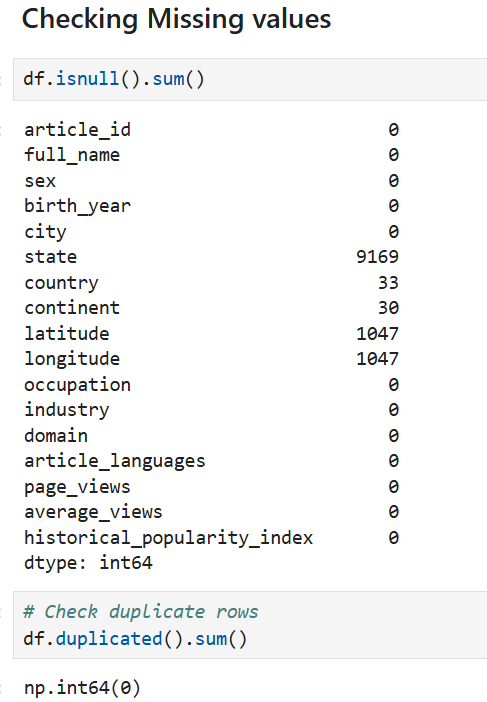 Checking Missing values
df.isnull().sum()
article_id 0
full_name 0
sex 0
birth_year 0
city 0
state 9169
country 33
continent 30
latitude 1047
longitude 1047
occupation 0
industry 0
domain 0
article_languages 0
page_views 0
average_views 0
historical_popularity_index 0
dtype: int64
# Check duplicate rows
df.duplicated().sum()
np.int64(0)